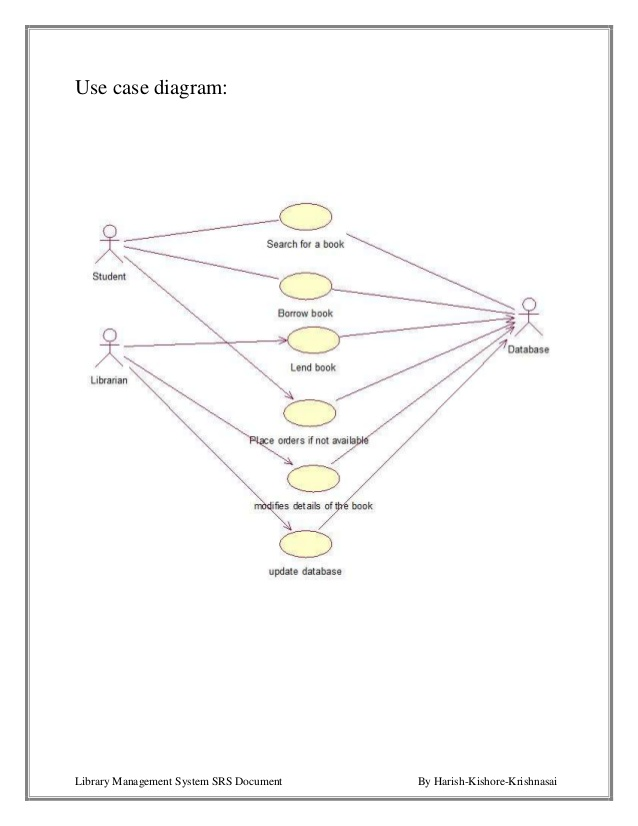 Use case diagram:
Search for a book
Student
Borrow book
Database
Lend book
Librarian
Place orders if not available
modifies details of the book
update database
Library Management System SRS Document By Harish-Kishore-Krishnasai